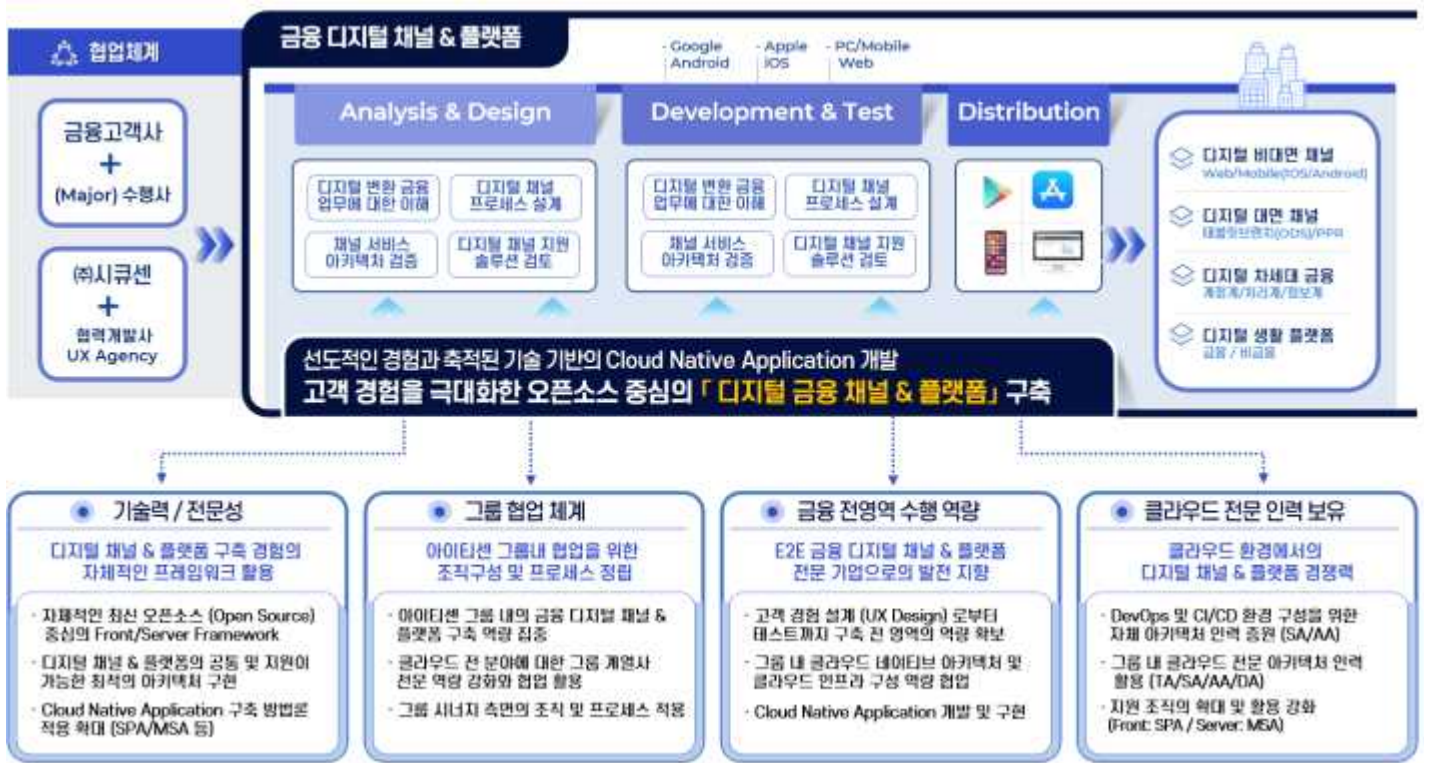 협업체계
금융고객사
+
(Major) 수행사
㈜시큐센
+
협력개발사
UX Agency
금융 디지털 채널 & 플랫폼
· Google
Android
· Apple
iOS
· PC/Mobile
Web
Analysis & Design
디지털 변환 금융
업무에 대한 이해
디지털 채널
프로세스 설계
채널 서비스
아키텍처 검증
디지털 채널 지원
솔루션 검토
Development & Test
디지털 변환 금융
업무에 대한 이해
디지털 채널
프로세스 설계
채널 서비스
아키텍처 검증
디지털 채널 지원
솔루션 검토
Distribution
디지털 비대면 채널
Web/Mobile(IOS/Android)
디지털 대면 채널
태블릿브랜치(ODS)/PPR
디지털 차세대 금융
계정계/처리계/정보계
디지털 생활 플랫폼
금융 / 비금융
선도적인 경험과 축적된 기술 기반의 Cloud Native Application 개발
고객 경험을 극대화한 오픈소스 중심의 「 디지털 금융 채널 & 플랫폼」 구축
기술력 / 전문성
디지털 채널 & 플랫폼 구축 경험의
자체적인 프레임워크 활용
· 자체적인 최신 오픈소스 (Open Source)
중심의 Front/Server Framework
· 디지털 채널 & 플랫폼의 공통 및 지원이
가능한 최적의 아키텍처 구현
· Cloud Native Application 구축 방법론
적용 확대 (SPA/MSA 등)
그룹 협업 체계
아이티센 그룹내 협업을 위한
조직구성 및 프로세스 정립
· 아이티센 그룹 내의 금융 디지털 채널 &
플랫폼 구축 역량 집중
· 클라우드 전 분야에 대한 그룹 계열사
전문 역량 강화와 협업 활용
· 그룹 시너지 측면의 조직 및 프로세스 적용
금융 전영역 수행 역량
E2E 금융 디지털 채널 & 플랫폼
전문 기업으로의 발전 지향
· 고객 경험 설계 (UX Design) 로부터
테스트까지 구축 전 영역의 역량 확보
· 그룹 내 클라우드 네이티브 아키텍처 및
클라우드 인프라 구성 역량 협업
· Cloud Native Application 개발 및 구현
클라우드 전문 인력 보유
클라우드 환경에서의
디지털 채널 & 플랫폼 경쟁력
· DevOps 및 CI/CD 환경 구성을 위한
자체 아키텍처 인력 증원 (SA/AA)
· 그룹 내 클라우드 전문 아키텍처 인력
활용 (TA/SA/AA/DA)
· 지원 조직의 확대 및 활용 강화
(Front: SPA / Server: MSA)